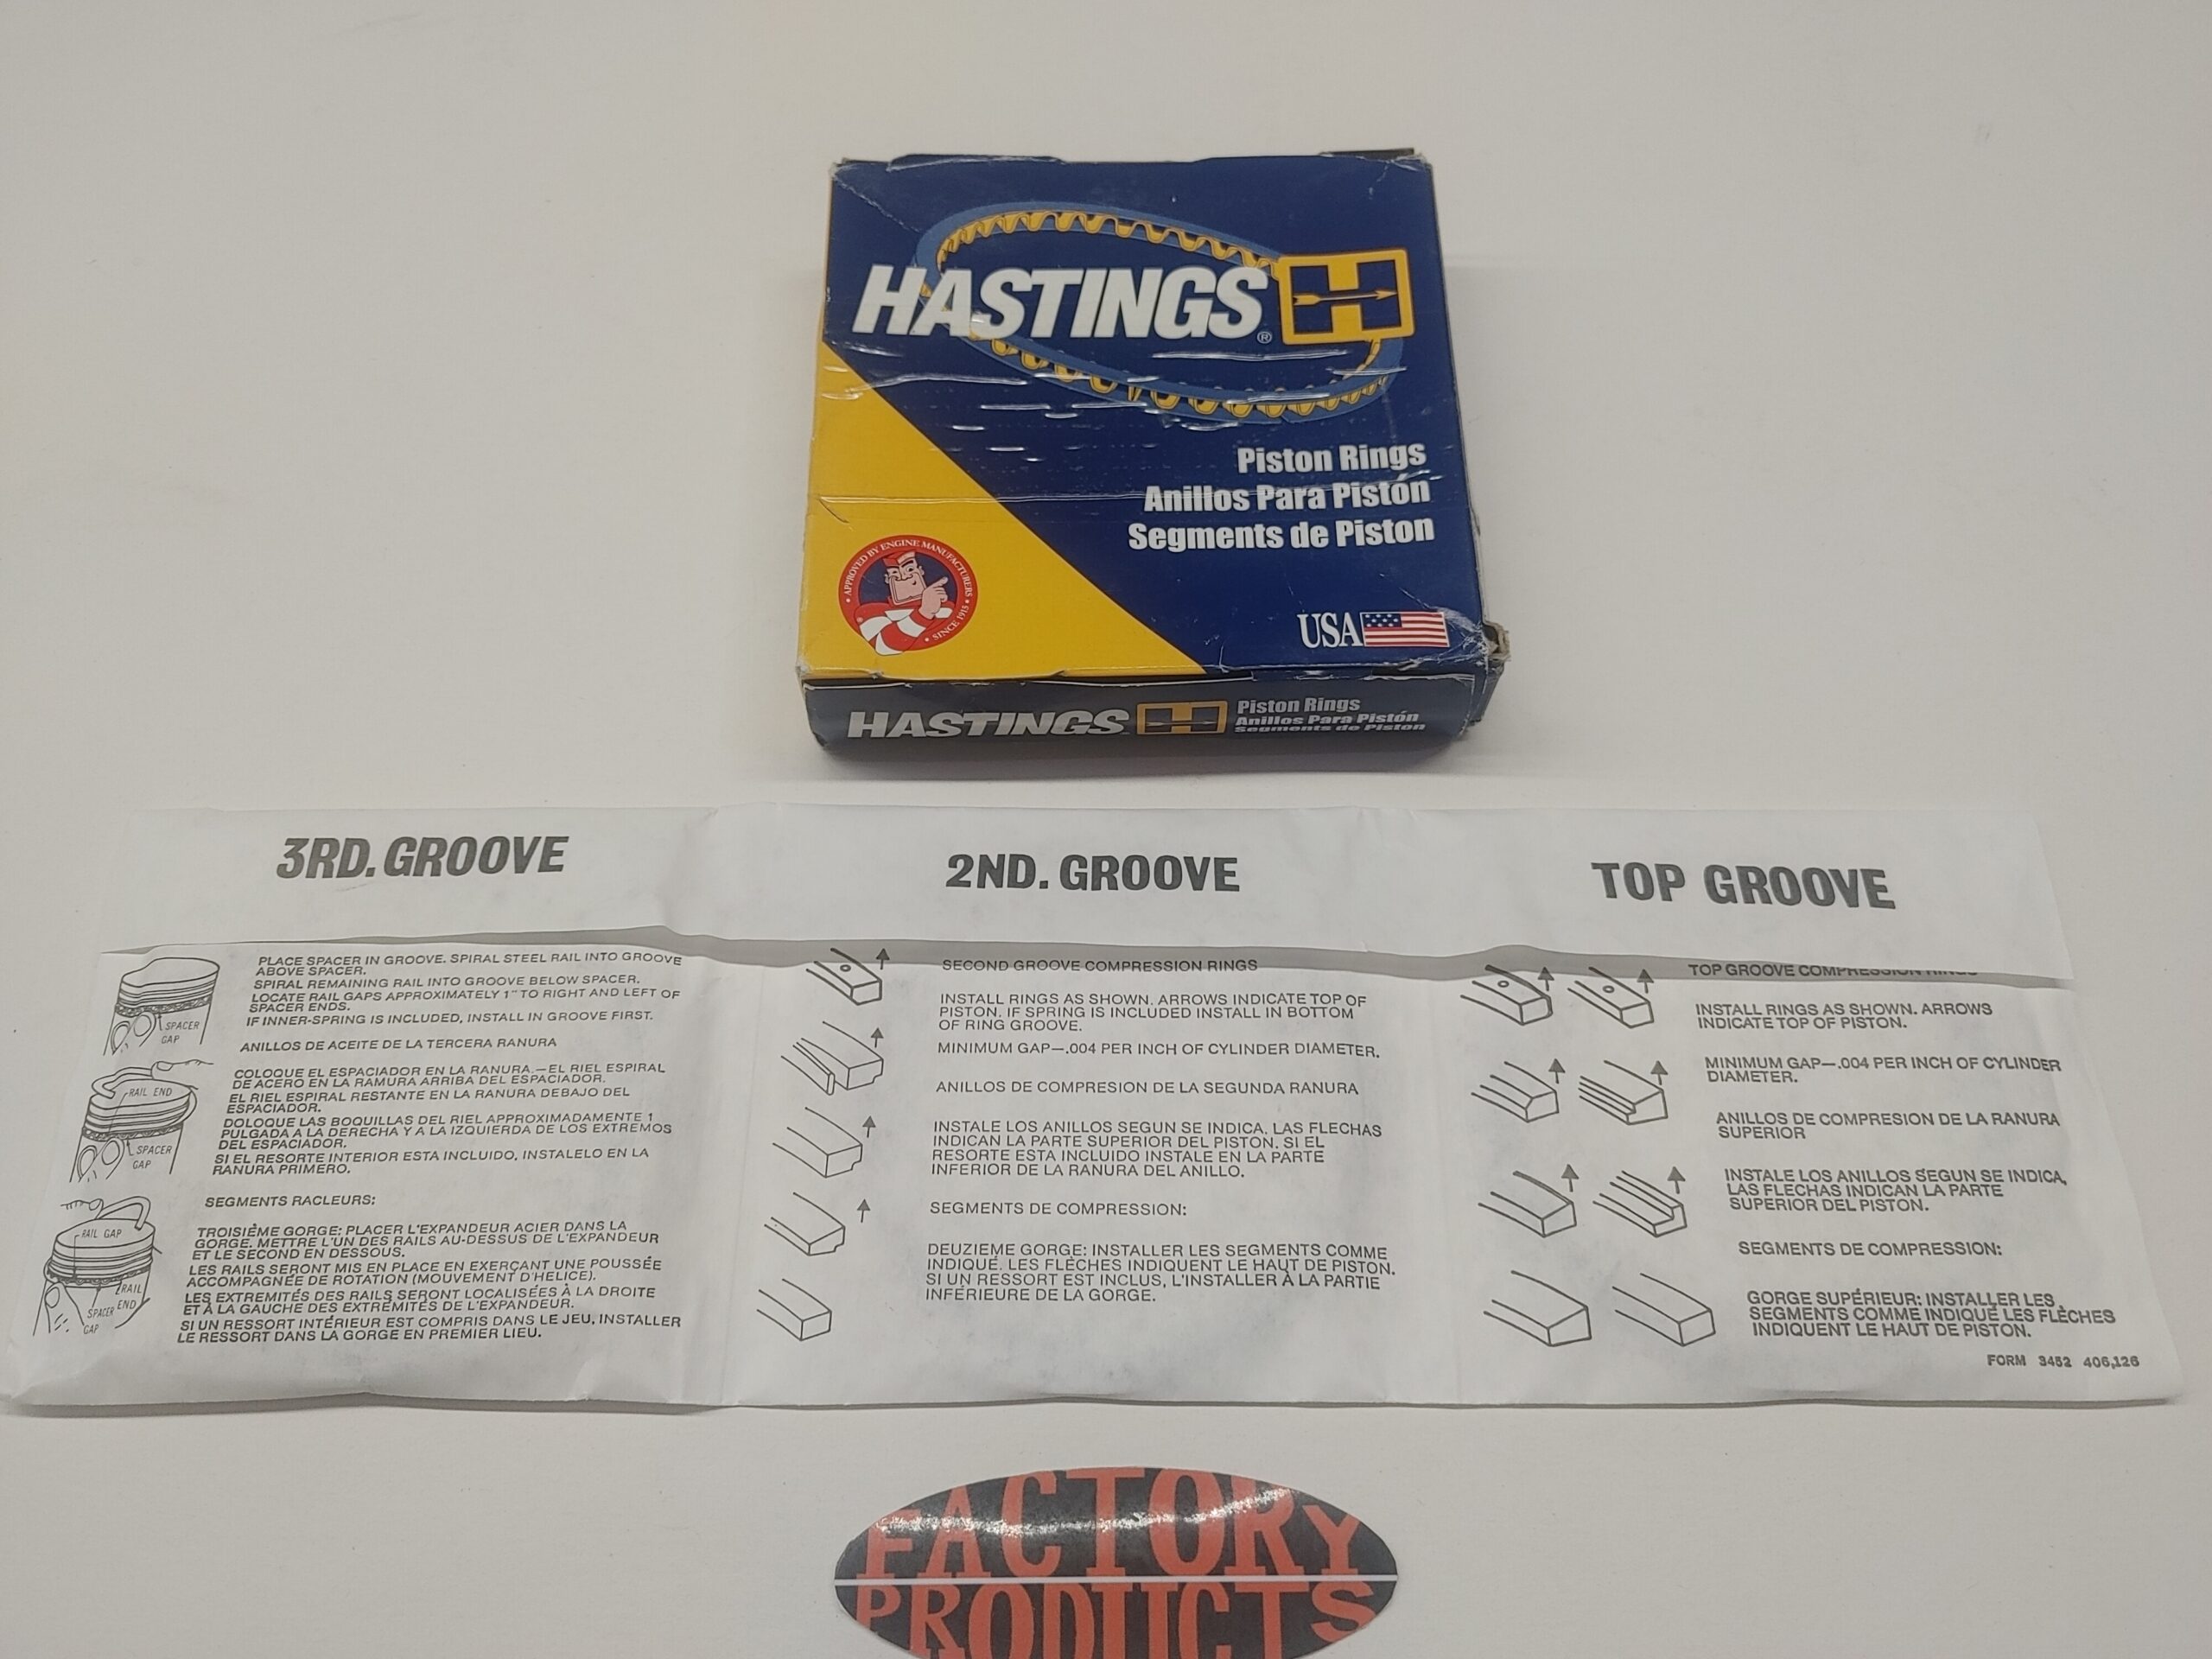 HASTINGS® H
Piston Rings
Anillos Para Pistón
Segments de Piston
• APPROVED BY ENGINE MANUFACTURERS • SINCE 1915
USA
HASTINGS H
Piston Rings
Anillos Para Pistón
Segments de Piston
3RD. GROOVE
PLACE SPACER IN GROOVE. SPIRAL STEEL RAIL INTO GROOVE
ABOVE SPACER.
SPIRAL REMAINING RAIL INTO GROOVE BELOW SPACER.
LOCATE RAIL GAPS APPROXIMATELY 1" TO RIGHT AND LEFT OF
SPACER ENDS.
IF INNER-SPRING IS INCLUDED, INSTALL IN GROOVE FIRST.
SPACER
GAP
ANILLOS DE ACEITE DE LA TERCERA RANURA
COLOQUE EL ESPACIADOR EN LA RANURA.—EL RIEL ESPIRAL
DE ACERO EN LA RAMURA ARRIBA DEL ESPACIADOR.
EL RIEL ESPIRAL RESTANTE EN LA RANURA DEBAJO DEL
ESPACIADOR.
DOLOQUE LAS BOQUILLAS DEL RIEL APPROXIMADAMENTE 1
PULGADA A LA DERECHA Y A LA IZQUIERDA DE LOS EXTREMOS
DEL ESPACIADOR.
SI EL RESORTE INTERIOR ESTA INCLUIDO, INSTALELO EN LA
RANURA PRIMERO.
RAIL END
SPACER
GAP
SEGMENTS RACLEURS:
TROISIÈME GORGE: PLACER L'EXPANDEUR ACIER DANS LA
GORGE. METTRE L'UN DES RAILS AU-DESSUS DE L'EXPANDEUR
ET LE SECOND EN DESSOUS.
LES RAILS SERONT MIS EN PLACE EN EXERÇANT UNE POUSSÉE
ACCOMPAGNÉE DE ROTATION (MOUVEMENT D'HELICE).
LES EXTREMITÉS DES RAILS SERONT LOCALISÉES À LA DROITE
ET À LA GAUCHE DES EXTRÉMITÉS DE L'EXPANDEUR.
SI UN RESSORT INTÉRIEUR EST COMPRIS DANS LE JEU, INSTALLER
LE RESSORT DANS LA GORGE EN PREMIER LIEU.
RAIL GAP
RAIL
END
SPACER
GAP
2ND. GROOVE
SECOND GROOVE COMPRESSION RINGS
INSTALL RINGS AS SHOWN. ARROWS INDICATE TOP OF
PISTON. IF SPRING IS INCLUDED INSTALL IN BOTTOM
OF RING GROOVE.
MINIMUM GAP—.004 PER INCH OF CYLINDER DIAMETER.
ANILLOS DE COMPRESION DE LA SEGUNDA RANURA
INSTALE LOS ANILLOS SEGUN SE INDICA. LAS FLECHAS
INDICAN LA PARTE SUPERIOR DEL PISTON. SI EL
RESORTE ESTA INCLUIDO INSTALE EN LA PARTE
INFERIOR DE LA RANURA DEL ANILLO.
SEGMENTS DE COMPRESSION:
DEUZIEME GORGE: INSTALLER LES SEGMENTS COMME
INDIQUÉ. LES FLÈCHES INDIQUENT LE HAUT DE PISTON.
SI UN RESSORT EST INCLUS, L'INSTALLER À LA PARTIE
INFÉRIEURE DE LA GORGE.
TOP GROOVE
TOP GROOVE COMPRESSION RINGS
INSTALL RINGS AS SHOWN. ARROWS
INDICATE TOP OF PISTON.
MINIMUM GAP—.004 PER INCH OF CYLINDER
DIAMETER.
ANILLOS DE COMPRESION DE LA RANURA
SUPERIOR
INSTALE LOS ANILLOS SEGUN SE INDICA,
LAS FLECHAS INDICAN LA PARTE
SUPERIOR DEL PISTON.
SEGMENTS DE COMPRESSION:
GORGE SUPÉRIEUR: INSTALLER LES
SEGMENTS COMME INDIQUÉ LES FLÈCHES
INDIQUENT LE HAUT DE PISTON.
FORM 3452 406,126
FACTORY
PRODUCTS